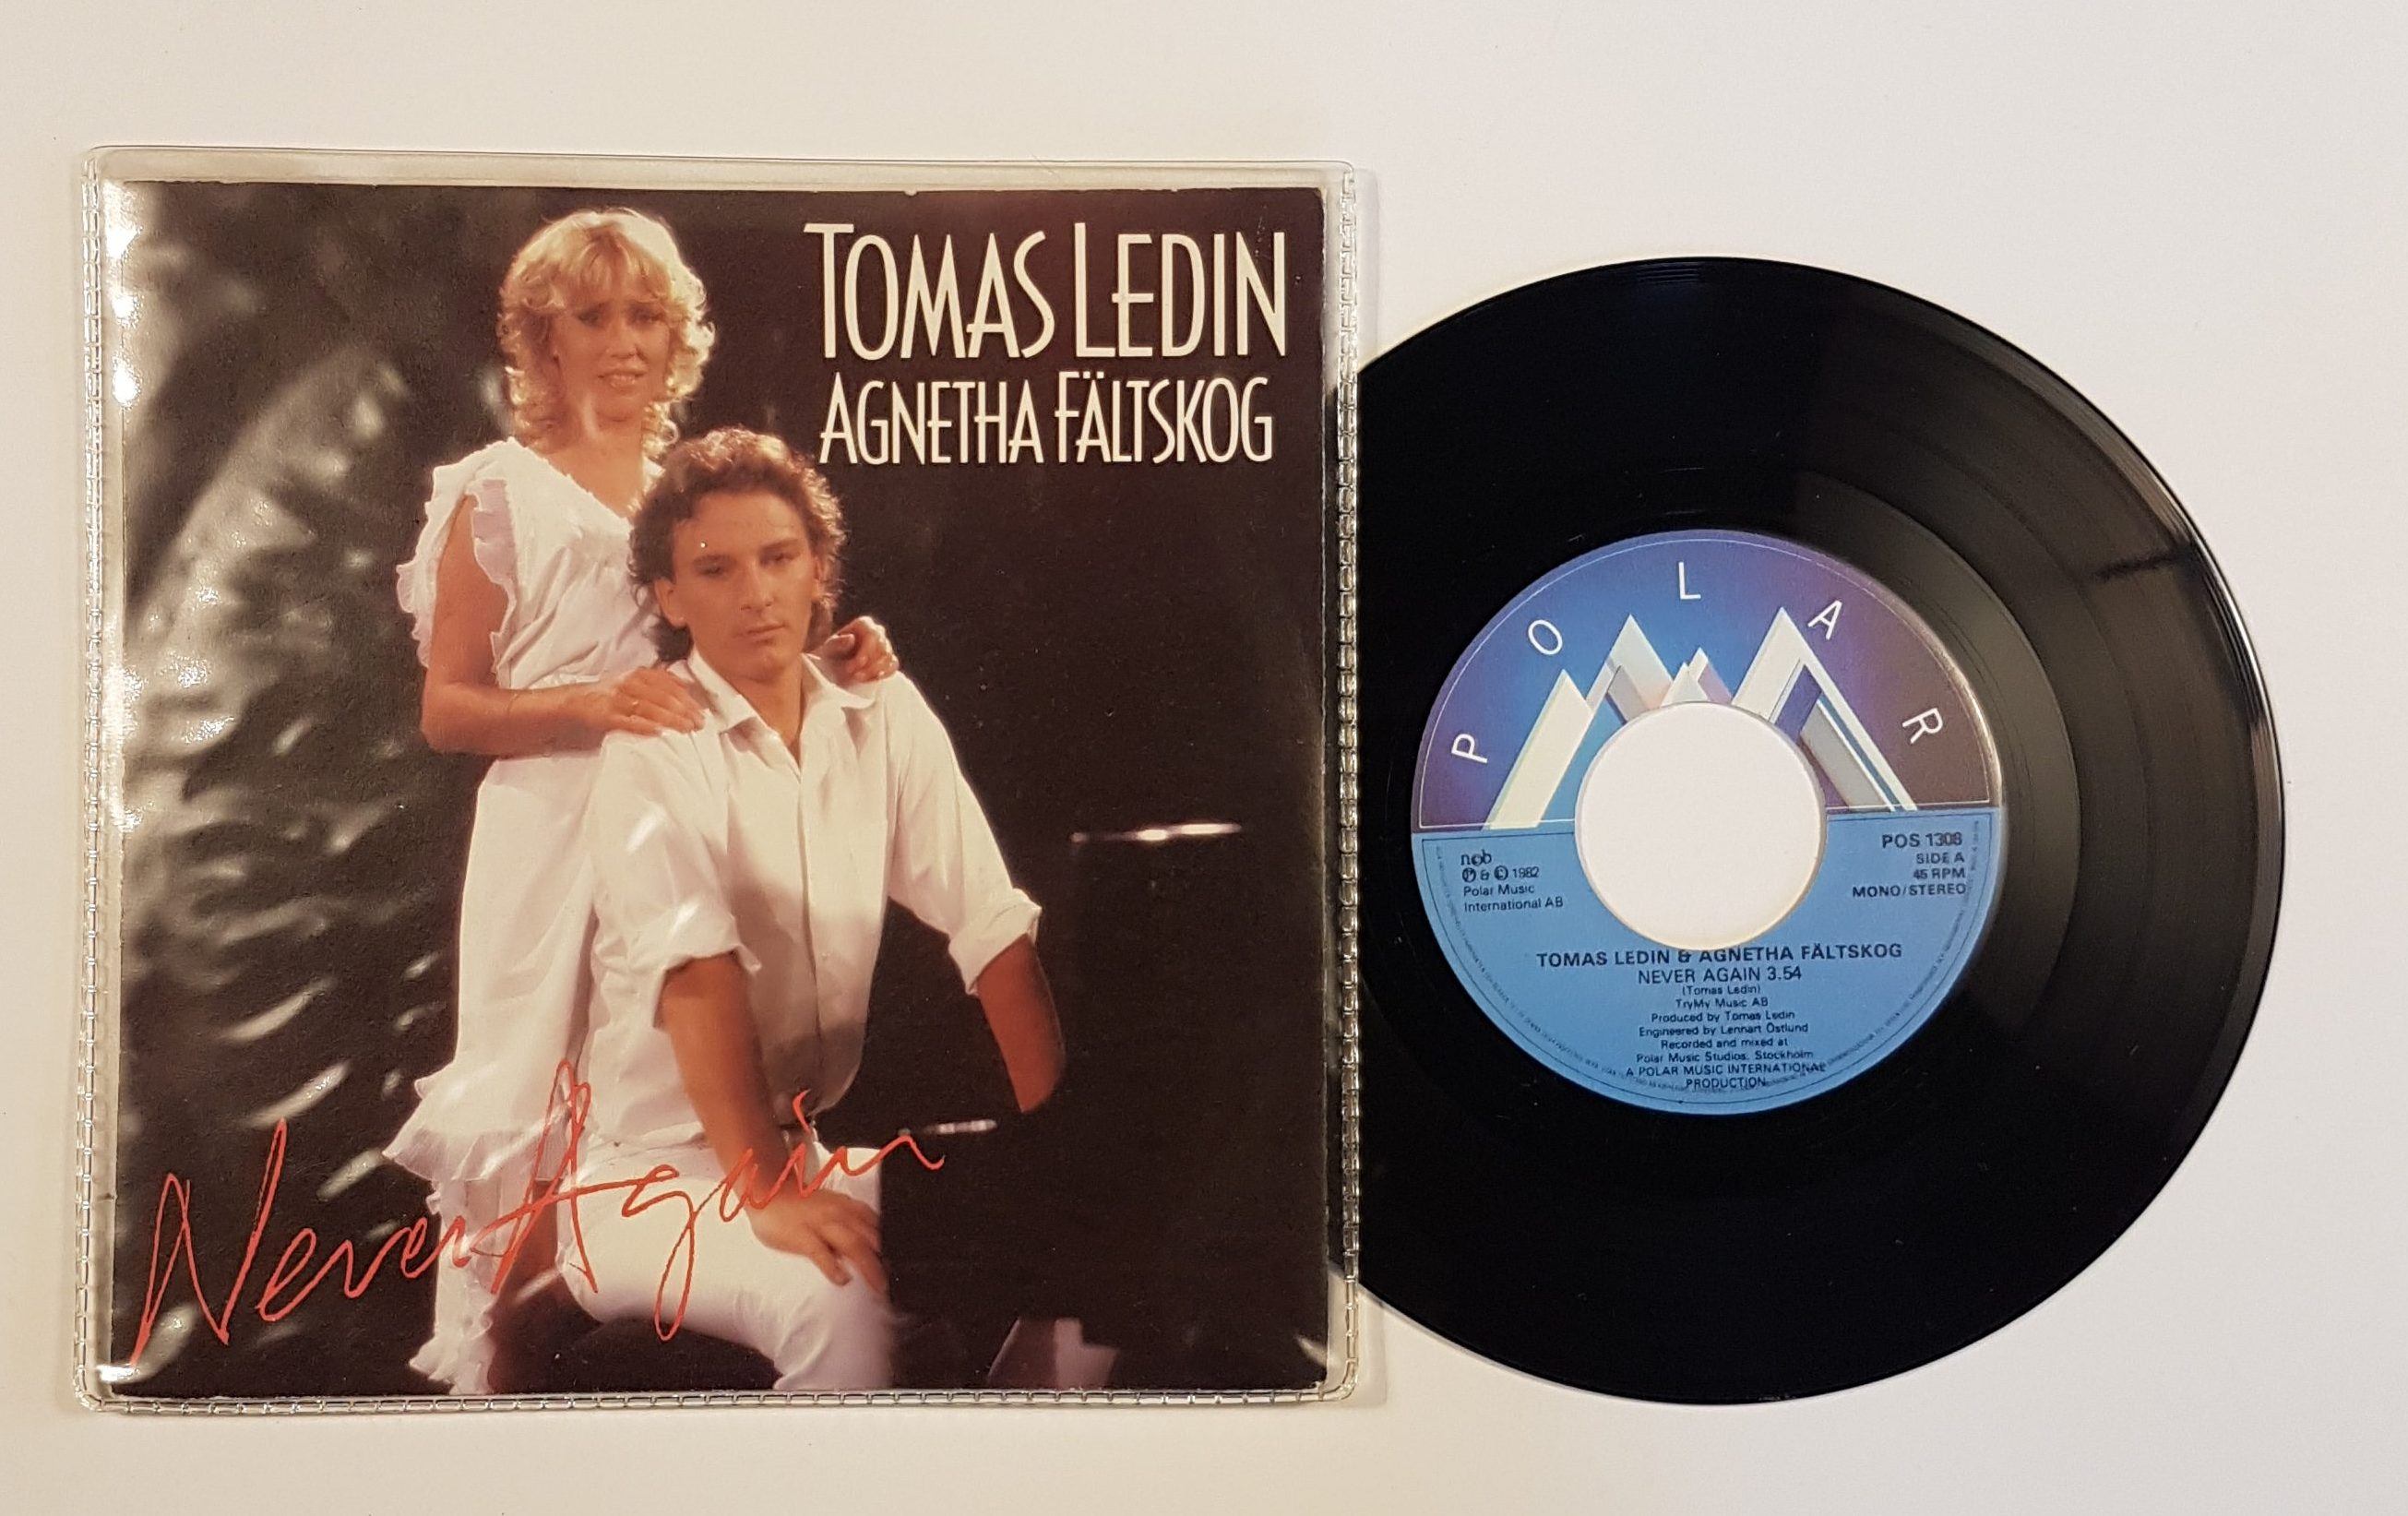 TOMAS LEDIN
AGNETHA FÄLTSKOG
Never Again
POLAR
POS 1308
SIDE A
45 RPM
MONO/STEREO
ncb
Ⓟ & © 1982
Polar Music
International AB
TOMAS LEDIN & AGNETHA FÄLTSKOG
NEVER AGAIN 3.54
(Tomas Ledin)
TryMy Music AB
Produced by Tomas Ledin
Engineered by Lennart Östlund
Recorded and mixed at
Polar Music Studios, Stockholm
A POLAR MUSIC INTERNATIONAL
PRODUCTION